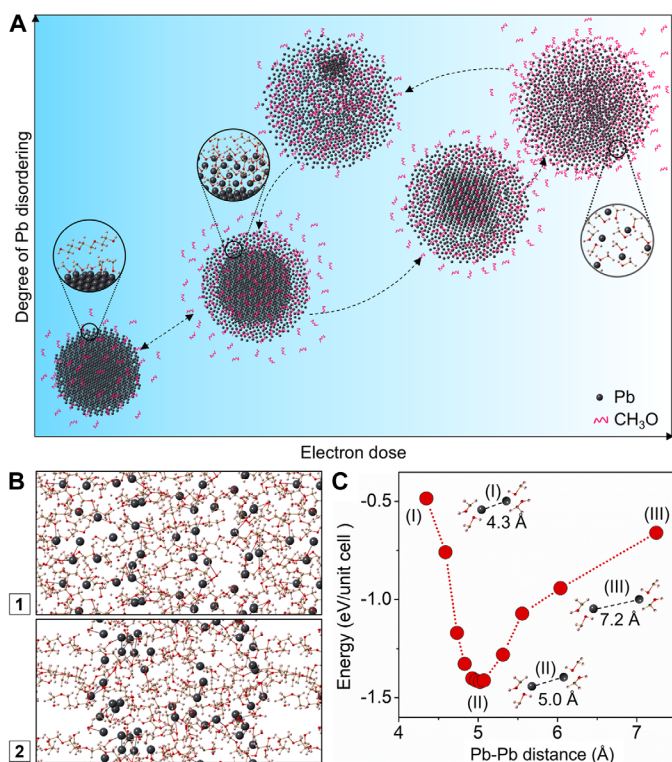 A
Degree of Pb disordering
Pb
CH₃O
Electron dose
B
1
2
C
Energy (eV/unit cell)
-0.5
-1.0
-1.5
(I)
(I)
4.3 Å
(III)
(III)
7.2 Å
(II)
5.0 Å
(II)
4 5 6 7
Pb-Pb distance (Å)